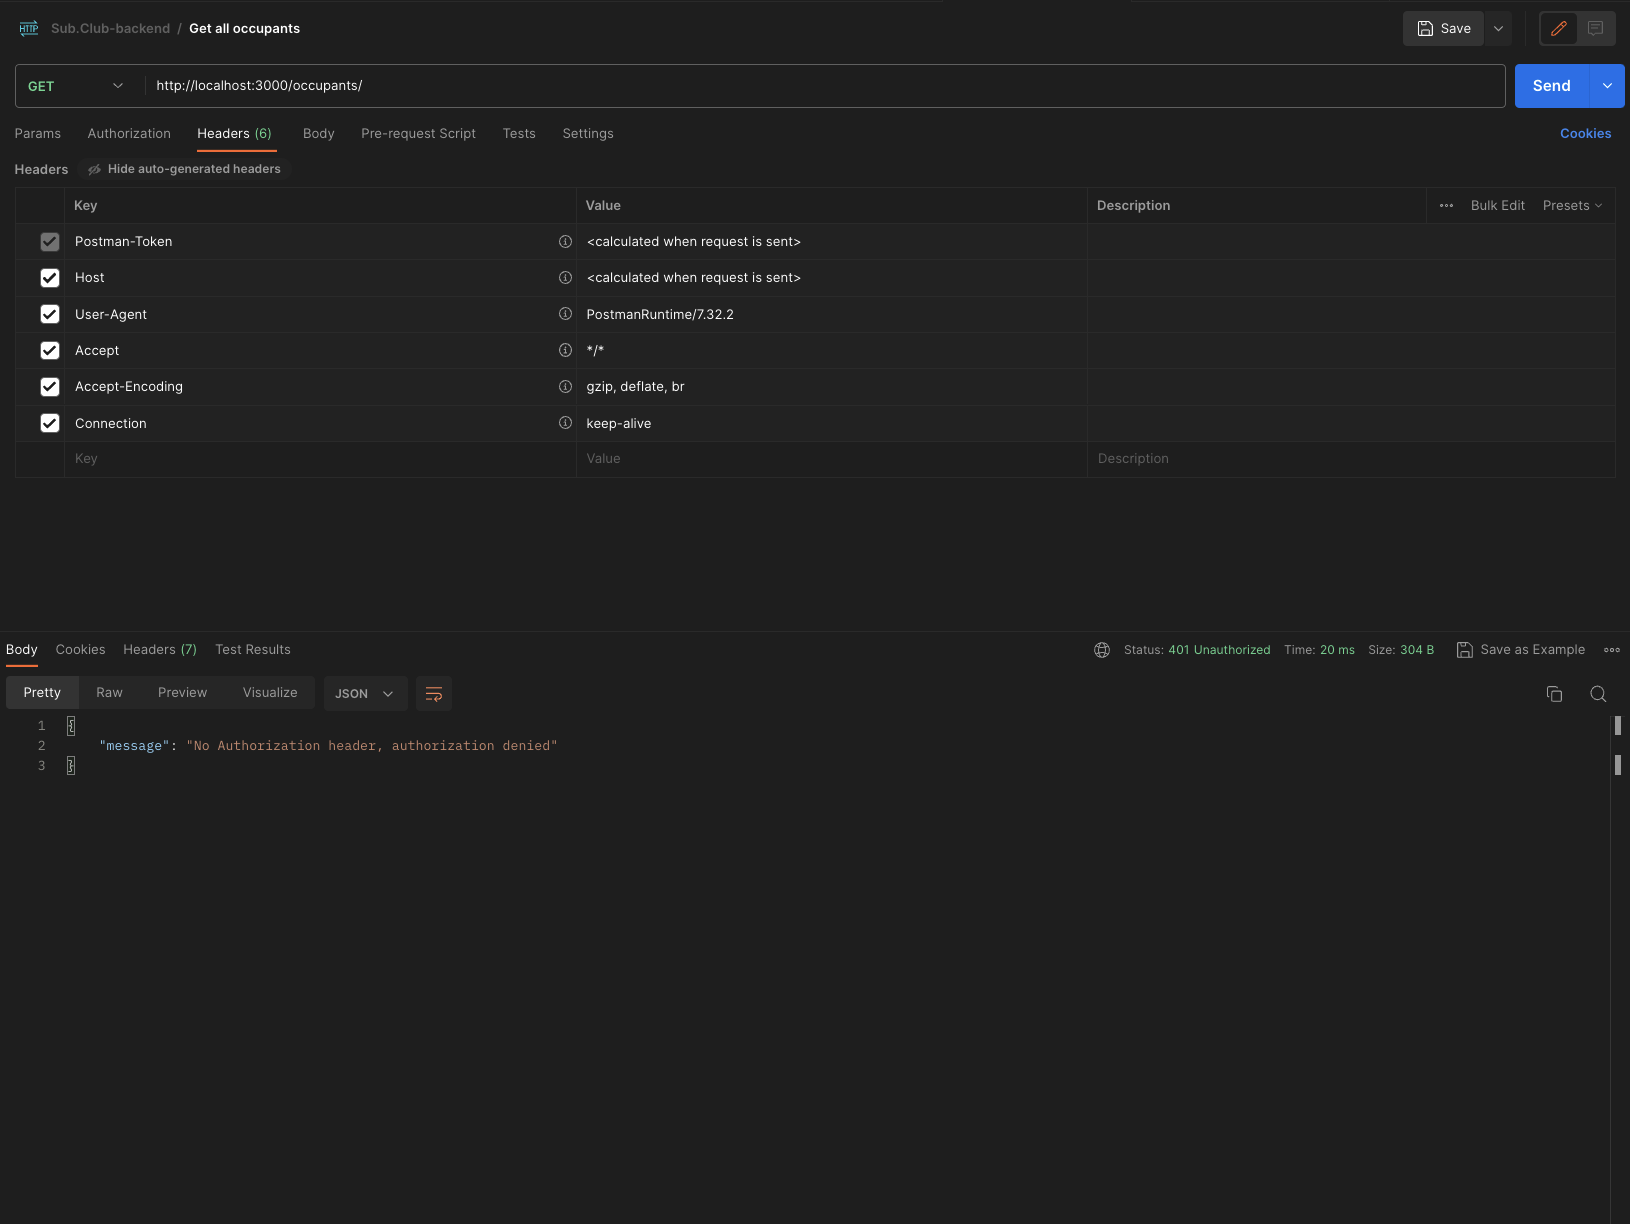 HTTP Sub.Club-backend / Get all occupants Save
GET http://localhost:3000/occupants/ Send
Params Authorization Headers (6) Body Pre-request Script Tests Settings Cookies
Headers Hide auto-generated headers
Key Value Description Bulk Edit Presets
Postman-Token <calculated when request is sent>
Host <calculated when request is sent>
User-Agent PostmanRuntime/7.32.2
Accept */*
Accept-Encoding gzip, deflate, br
Connection keep-alive
Key Value Description
Body Cookies Headers (7) Test Results Status: 401 Unauthorized Time: 20 ms Size: 304 B Save as Example
Pretty Raw Preview Visualize JSON
1 {
2 "message": "No Authorization header, authorization denied"
3 }